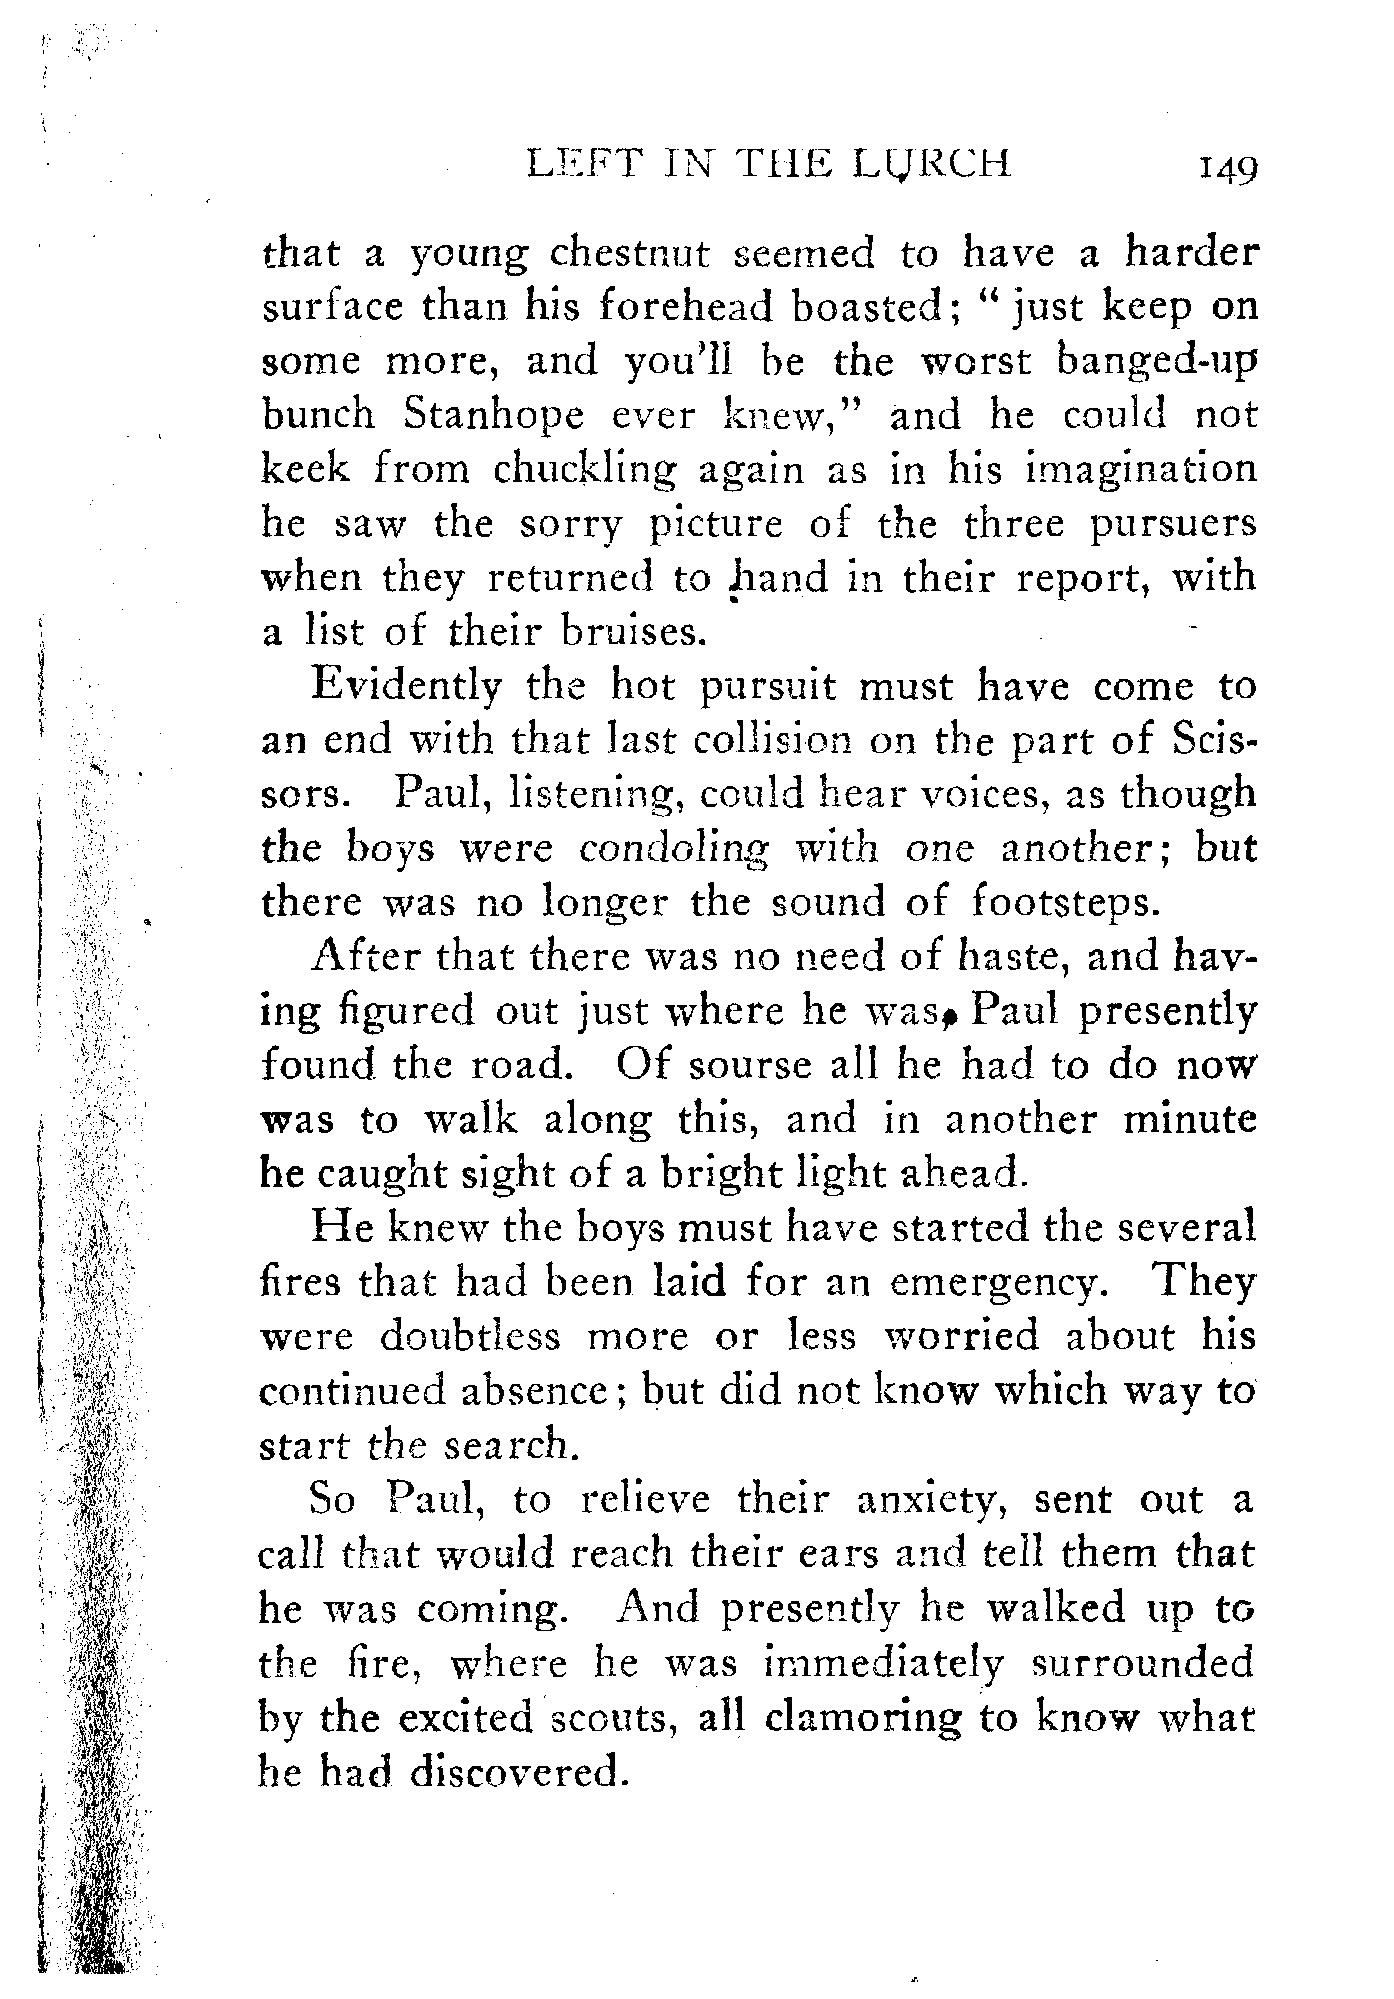 LEFT IN THE LURCH 149
that a young chestnut seemed to have a harder
surface than his forehead boasted; " just keep on
some more, and you'll be the worst banged-up
bunch Stanhope ever knew," and he could not
keek from chuckling again as in his imagination
he saw the sorry picture of the three pursuers
when they returned to hand in their report, with
a list of their bruises.
Evidently the hot pursuit must have come to
an end with that last collision on the part of Scis-
sors. Paul, listening, could hear voices, as though
the boys were condoling with one another; but
there was no longer the sound of footsteps.
After that there was no need of haste, and hav-
ing figured out just where he was, Paul presently
found the road. Of sourse all he had to do now
was to walk along this, and in another minute
he caught sight of a bright light ahead.
He knew the boys must have started the several
fires that had been laid for an emergency. They
were doubtless more or less worried about his
continued absence; but did not know which way to
start the search.
So Paul, to relieve their anxiety, sent out a
call that would reach their ears and tell them that
he was coming. And presently he walked up to
the fire, where he was immediately surrounded
by the excited scouts, all clamoring to know what
he had discovered.